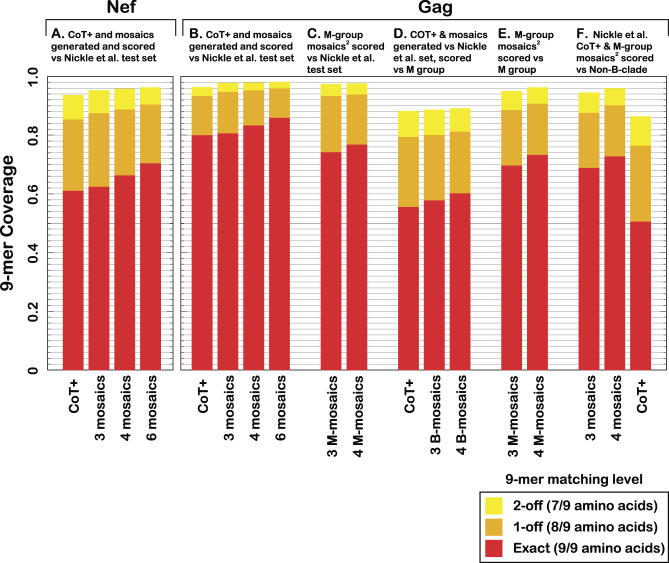 Nef
Gag
A. CoT+ and mosaics
generated and scored
vs Nickle et al. test set
B. CoT+ and mosaics
generated and scored
vs Nickle et al. test set
C. M-group
mosaics2 scored
vs Nickle et al.
test set
D. COT+ & mosaics
generated vs Nickle
et al. set, scored
vs M group
E. M-group
mosaics2
scored vs
M group
F. Nickle et al.
CoT+ & M-group
mosaics2 scored
vs Non-B-clade
9-mer Coverage
1.0
0.8
0.6
0.4
0.2
0
CoT+
3 mosaics
4 mosaics
6 mosaics
CoT+
3 mosaics
4 mosaics
6 mosaics
3 M-mosaics
4 M-mosaics
CoT+
3 B-mosaics
4 B-mosaics
3 M-mosaics
4 M-mosaics
3 mosaics
4 mosaics
CoT+
9-mer matching level
2-off (7/9 amino acids)
1-off (8/9 amino acids)
Exact (9/9 amino acids)